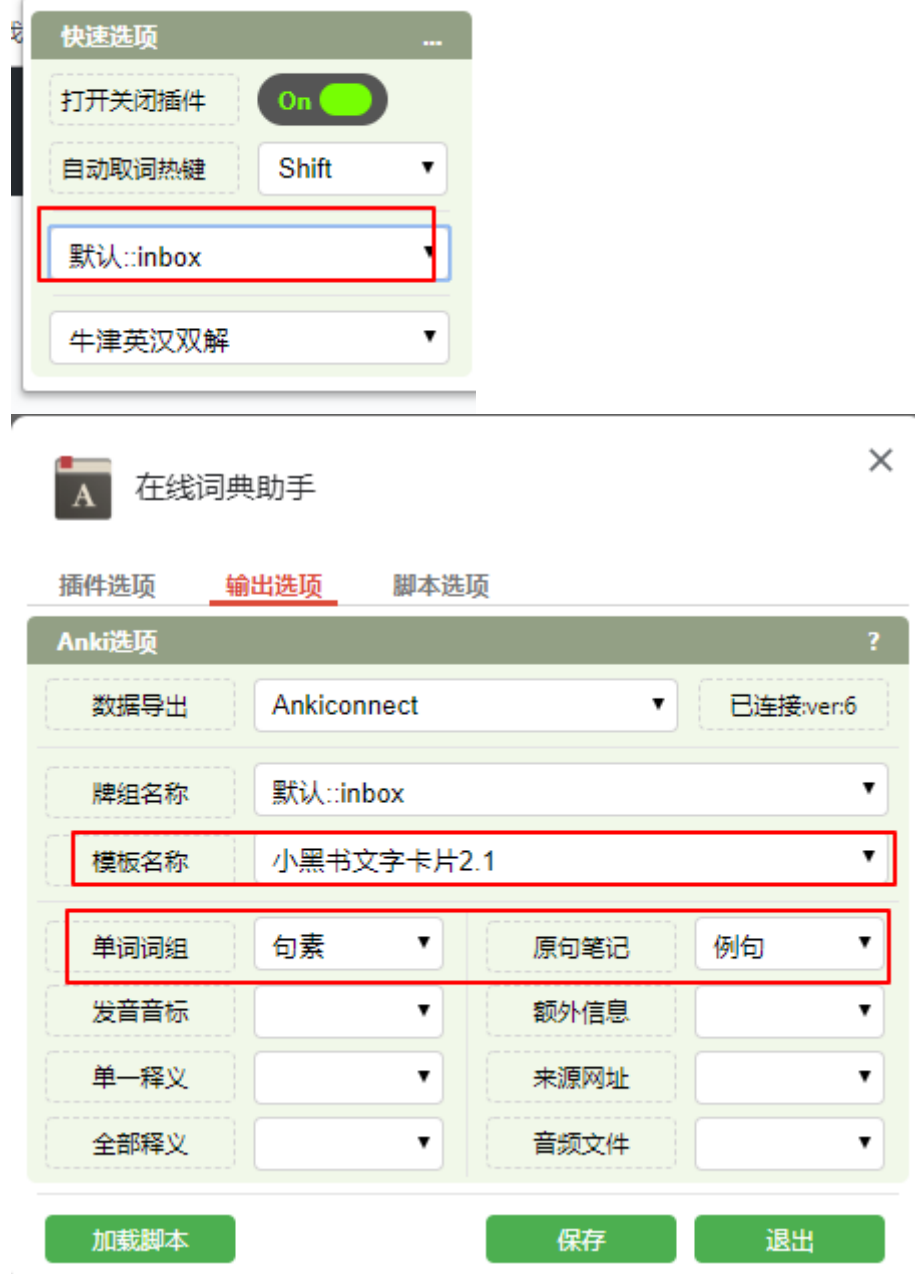 快速选项 ...
打开关闭插件 On
自动取词热键 Shift
默认::inbox
牛津英汉双解
A 在线词典助手
插件选项 输出选项 脚本选项
Anki选项 ?
数据导出 Ankiconnect 已连接:ver:6
牌组名称 默认::inbox
模板名称 小黑书文字卡片2.1
单词词组 句素 原句笔记 例句
发音音标 额外信息
单一释义 来源网址
全部释义 音频文件
加载脚本 保存 退出